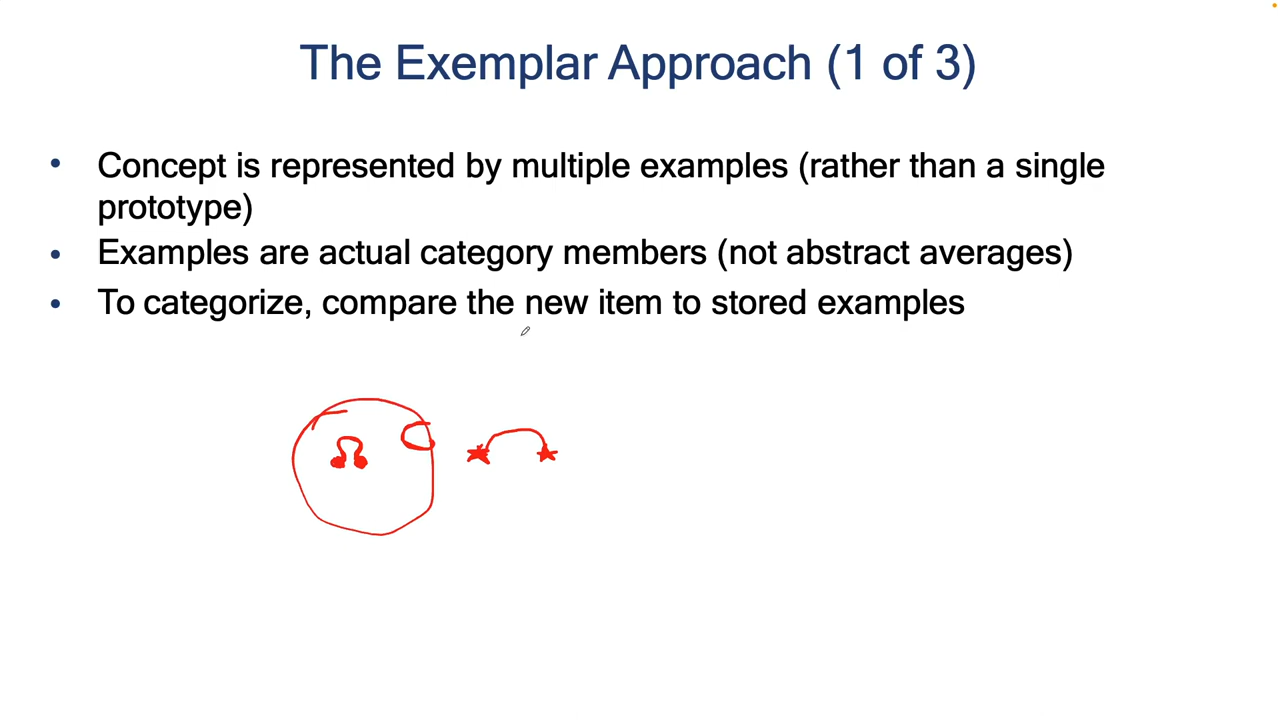 The Exemplar Approach (1 of 3)
• Concept is represented by multiple examples (rather than a single
prototype)
• Examples are actual category members (not abstract averages)
• To categorize, compare the new item to stored examples